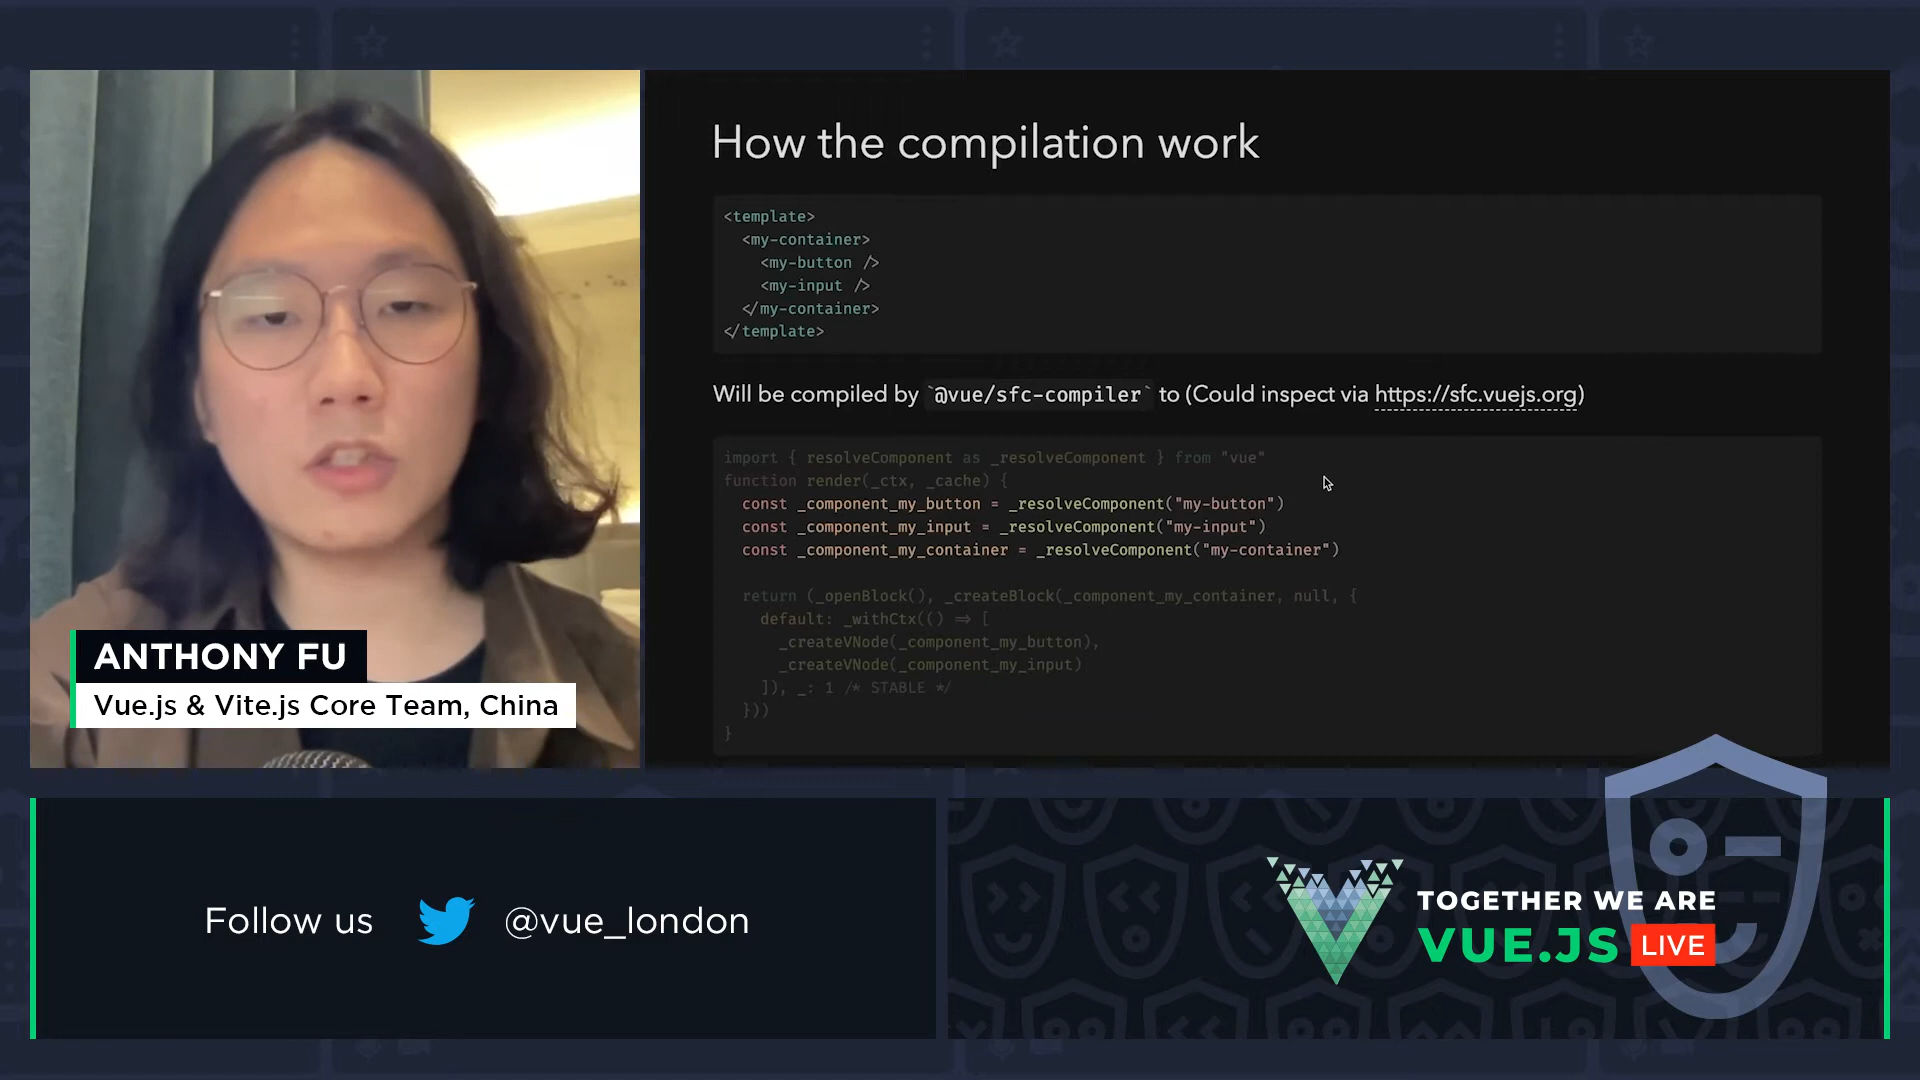 How the compilation work
<template>
<my-container>
<my-button />
<my-input />
</my-container>
</template>
Will be compiled by `@vue/sfc-compiler` to (Could inspect via https://sfc.vuejs.org)
import { resolveComponent as _resolveComponent } from "vue"
function render(_ctx, _cache) {
const _component_my_button = _resolveComponent("my-button")
const _component_my_input = _resolveComponent("my-input")
const _component_my_container = _resolveComponent("my-container")
return (_openBlock(), _createBlock(_component_my_container, null, {
default: _withCtx(() => [
_createVNode(_component_my_button),
_createVNode(_component_my_input)
]), _: 1 /* STABLE */
}))
}
ANTHONY FU
Vue.js & Vite.js Core Team, China
Follow us @vue_london
TOGETHER WE ARE
VUE.JS LIVE